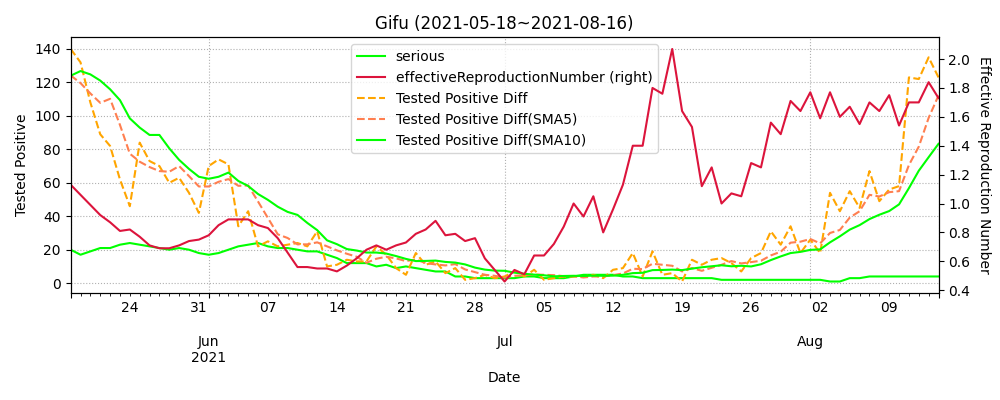 Gifu (2021-05-18~2021-08-16)
serious
effectiveReproductionNumber (right)
Tested Positive Diff
Tested Positive Diff(SMA5)
Tested Positive Diff(SMA10)
Tested Positive
140
120
100
80
60
40
20
0
Effective Reproduction Number
2.0
1.8
1.6
1.4
1.2
1.0
0.8
0.6
0.4
24 31 07 14 21 28 05 12 19 26 02 09
Jun Jul Aug
2021
Date